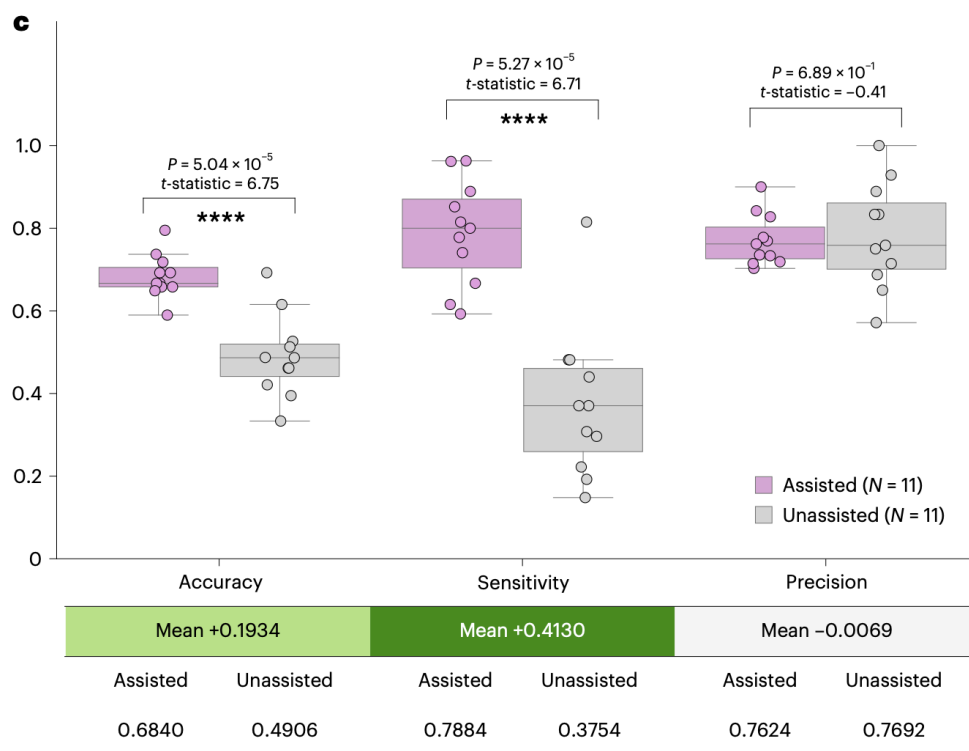 c
P = 5.27 × 10⁻⁵
t-statistic = 6.71
****
P = 6.89 × 10⁻¹
t-statistic = −0.41
P = 5.04 × 10⁻⁵
t-statistic = 6.75
****
1.0
0.8
0.6
0.4
0.2
0
Assisted (N = 11)
Unassisted (N = 11)
Accuracy Sensitivity Precision
Mean +0.1934 Mean +0.4130 Mean −0.0069
Assisted Unassisted Assisted Unassisted Assisted Unassisted
0.6840 0.4906 0.7884 0.3754 0.7624 0.7692